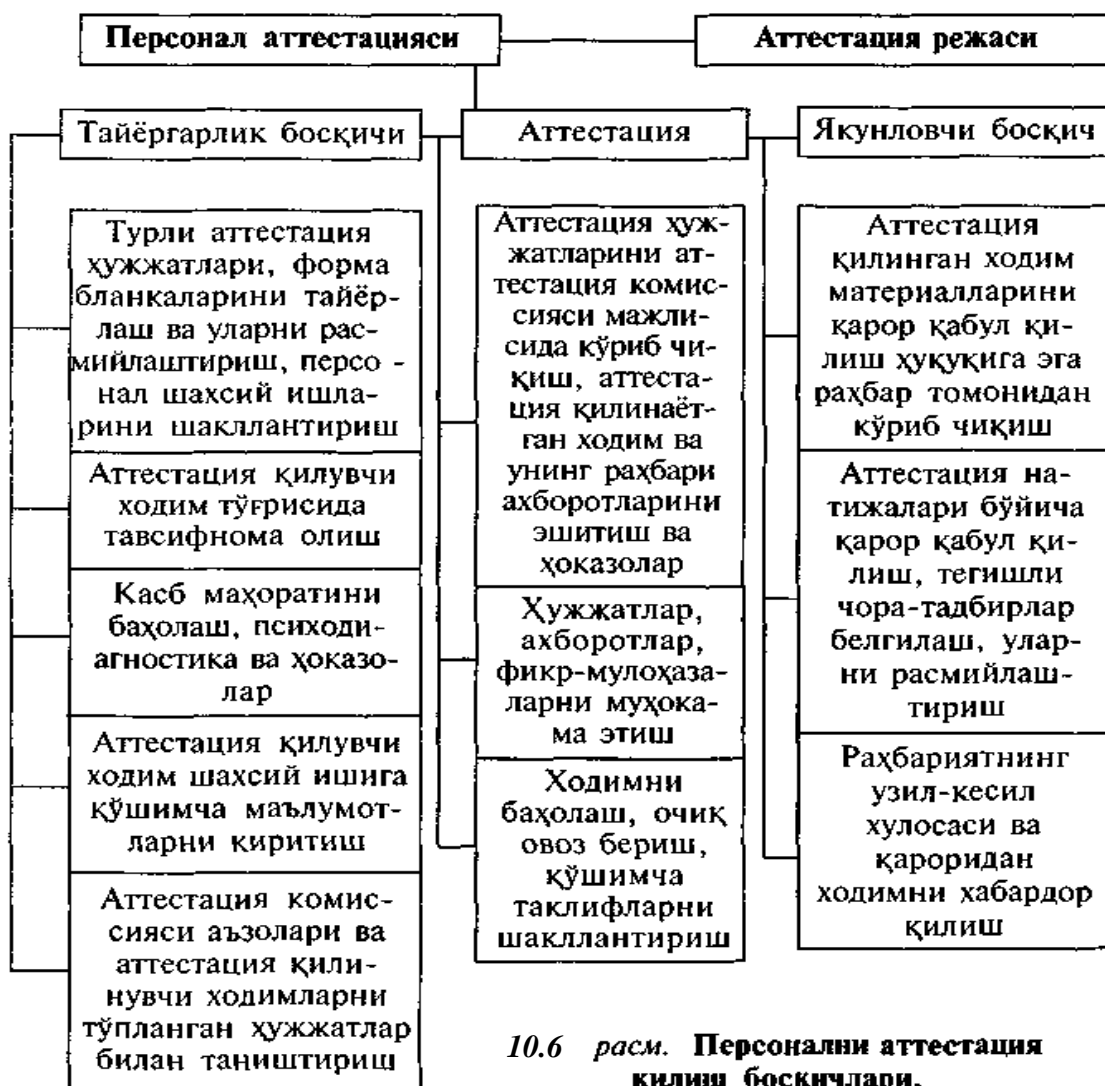 Персонал аттестацияси
Аттестация режаси
Тайёргарлик босқичи
Аттестация
Якунловчи босқич
Турли аттестация
ҳужжатлари, форма
бланкаларини тайёр-
лаш ва уларни рас-
мийлаштириш, персо -
нал шахсий ишла-
рини шакллантириш
Аттестация қилувчи
ходим тўғрисида
тавсифнома олиш
Касб маҳоратини
баҳолаш, психоди-
агностика ва ҳоказо-
лар
Аттестация қилувчи
ходим шахсий ишига
қўшимча маълумот-
ларни киритиш
Аттестация комис-
сияси аъзолари ва
аттестация қили-
нувчи ходимларни
тўпланган ҳужжатлар
билан таништириш
Аттестация ҳуж-
жатларини ат-
тестация комис-
сияси мажли-
сида кўриб чи-
қиш, аттеста-
ция қилинаёт-
ган ходим ва
унинг раҳбари
ахборотларини
эшитиш ва
ҳоказолар
Ҳужжатлар,
ахборотлар,
фикр-мулоҳаза-
ларни муҳока-
ма этиш
Ходимни
баҳолаш, очиқ
овоз бериш,
қўшимча
таклифларни
шакллантириш
Аттестация
қилинган ходим
материалларини
қарор қабул қи-
лиш ҳуқуқига эга
раҳбар томонидан
кўриб чиқиш
Аттестация на-
тижалари бўйича
қарор қабул қи-
лиш, тегишли
чора-тадбирлар
белгилаш, улар-
ни расмийлаш-
тириш
Раҳбариятнинг
узил-кесил
хулосаси ва
қароридан
ходимни хабардор
қилиш
10.6 расм. Персонални аттестация
қилиш босқичлари.